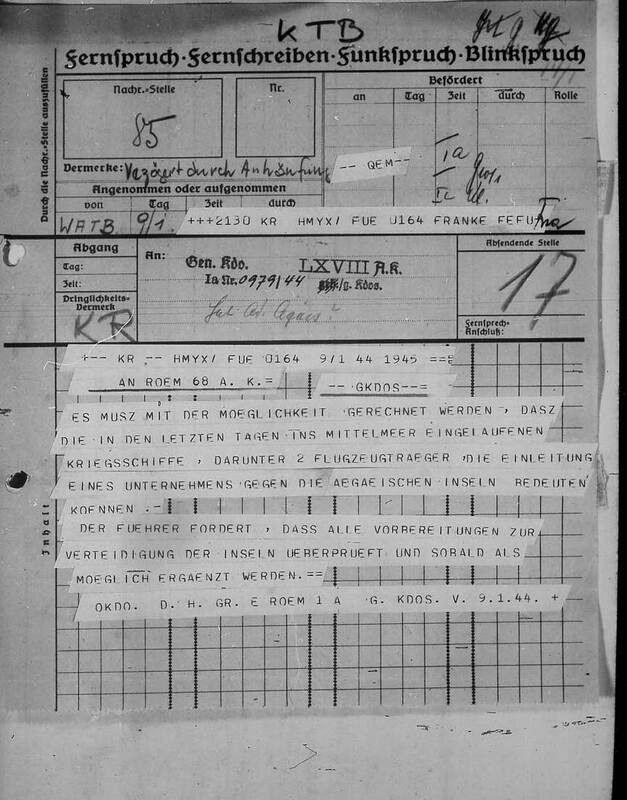 KTB
Fernspruch · Fernschreiben · Funkspruch · Blinkspruch
Durch die Nachr.-Stelle auszufüllen
Nachr.-Stelle
Nr.
85
Befördert
an Tag Zeit durch Rolle
Vermerke: durch Anhäufung
-- QEM--
Ia
Ic
Angenommen oder aufgenommen
von Tag Zeit durch
WATB. 9/1. +++2130 KR HMYX/ FUE 0164 FRANKE FEFU
Abgang
Tag:
Zeit:
Dringlichkeits-Vermerk
KR
An:
Gen. Kdo. LXVIII A.K.
Ia Nr. 0979/44 /g. Kdos.
Absendende Stelle
17
Fernsprech-Anschluß:
Inhalt
+-- KR -- HMYX/ FUE 0164 9/1 44 1945 ==
AN ROEM 68 A. K.= -- GKDOS--=
ES MUSZ MIT DER MOEGLICHKEIT GERECHNET WERDEN , DASZ
DIE IN DEN LETZTEN TAGEN INS MITTELMEER EINGELAUFENEN
KRIEGSSCHIFFE , DARUNTER 2 FLUGZEUGTRAEGER ,DIE EINLEITUNG
EINES UNTERNEHMENS GEGEN DIE AEGAEISCHEN INSELN BEDEUTEN
KOENNEN .-
DER FUEHRER FORDERT , DASS ALLE VORBEREITUNGEN ZUR
VERTEIDIGUNG DER INSELN UEBERPRUEFT UND SOBALD ALS
MOEGLICH ERGAENZT WERDEN.==
OKDO. D. H. GR. E ROEM 1 A G. KDOS. V. 9.1.44. +